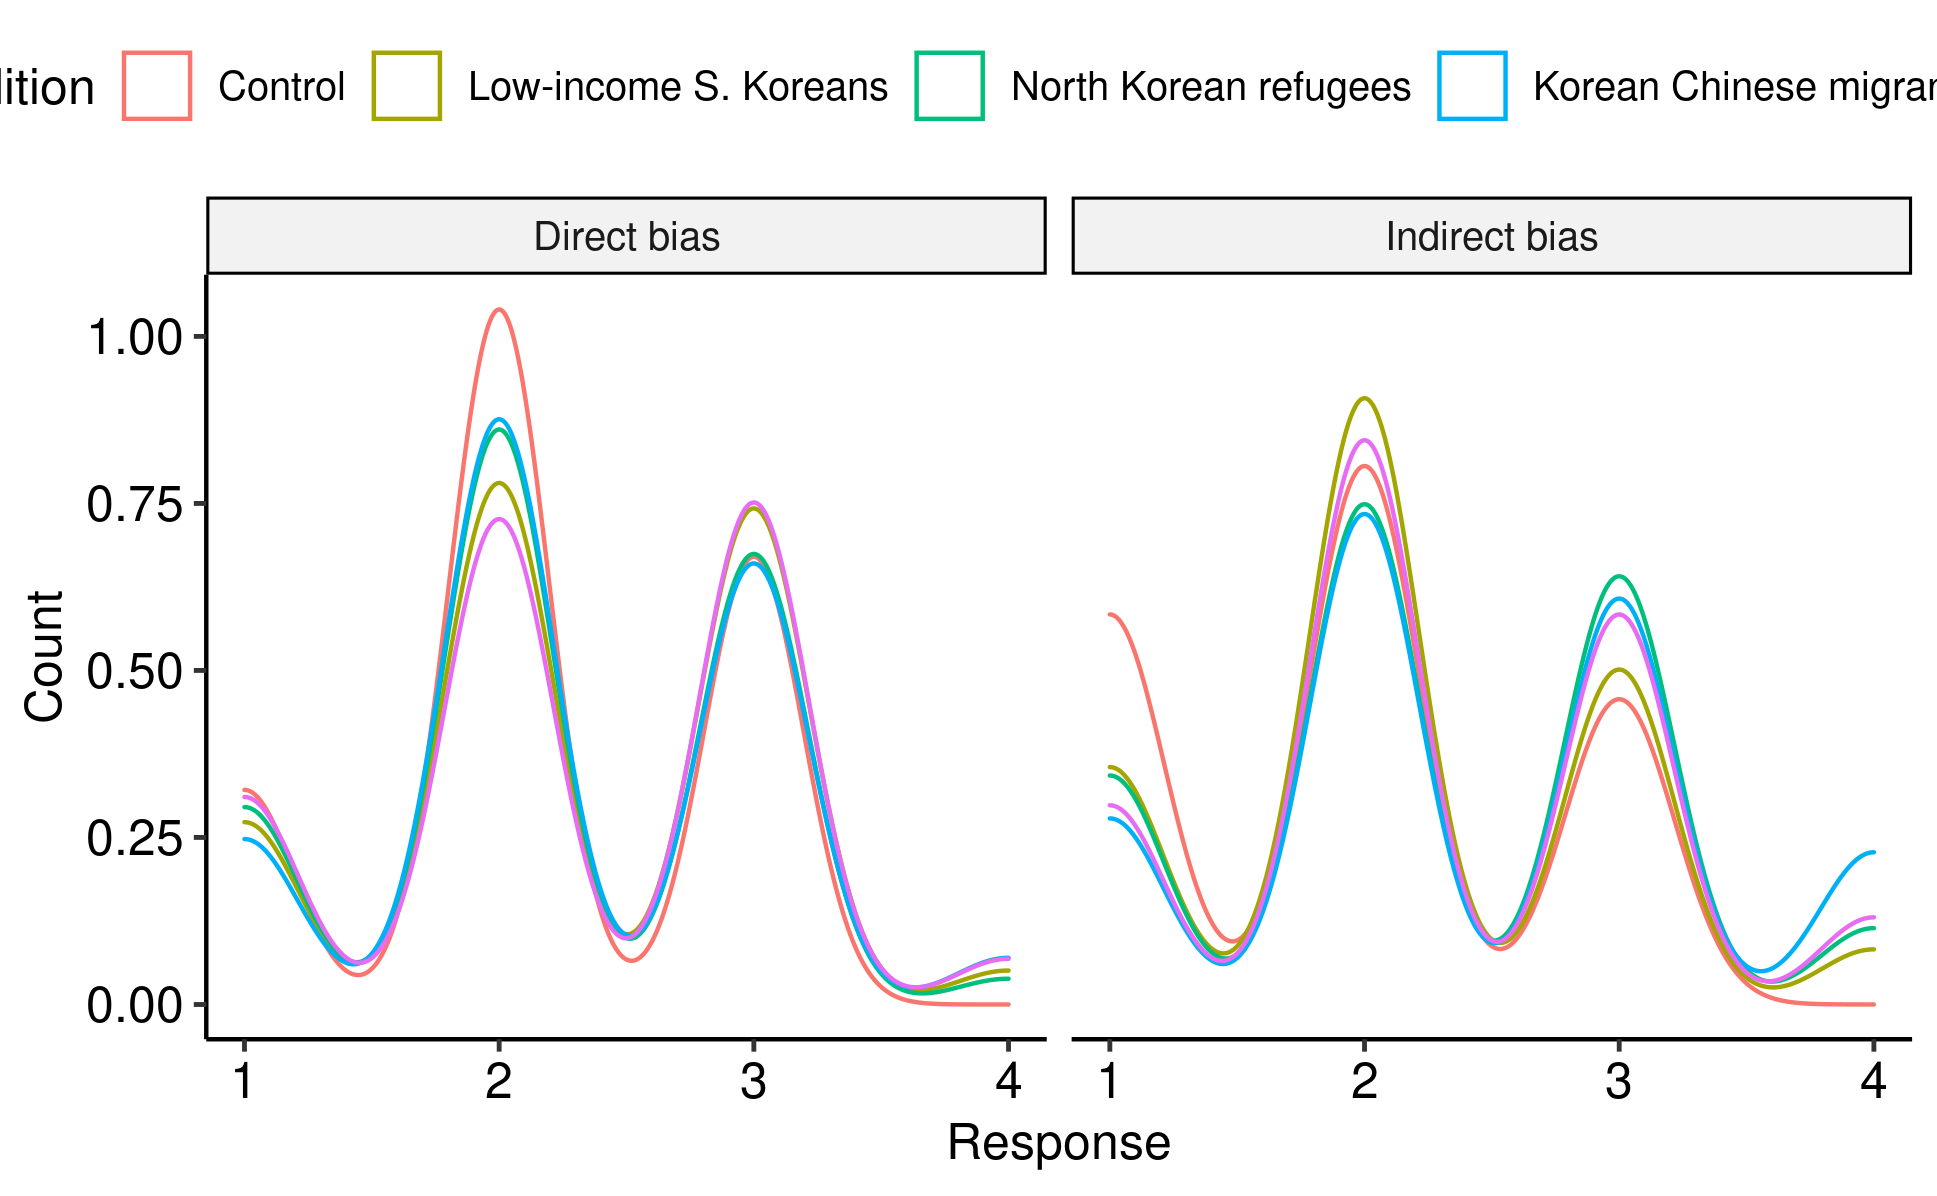 lition Control Low-income S. Koreans North Korean refugees Korean Chinese migrar
Direct bias Indirect bias
Count
1.00
0.75
0.50
0.25
0.00
1 2 3 4 1 2 3 4
Response